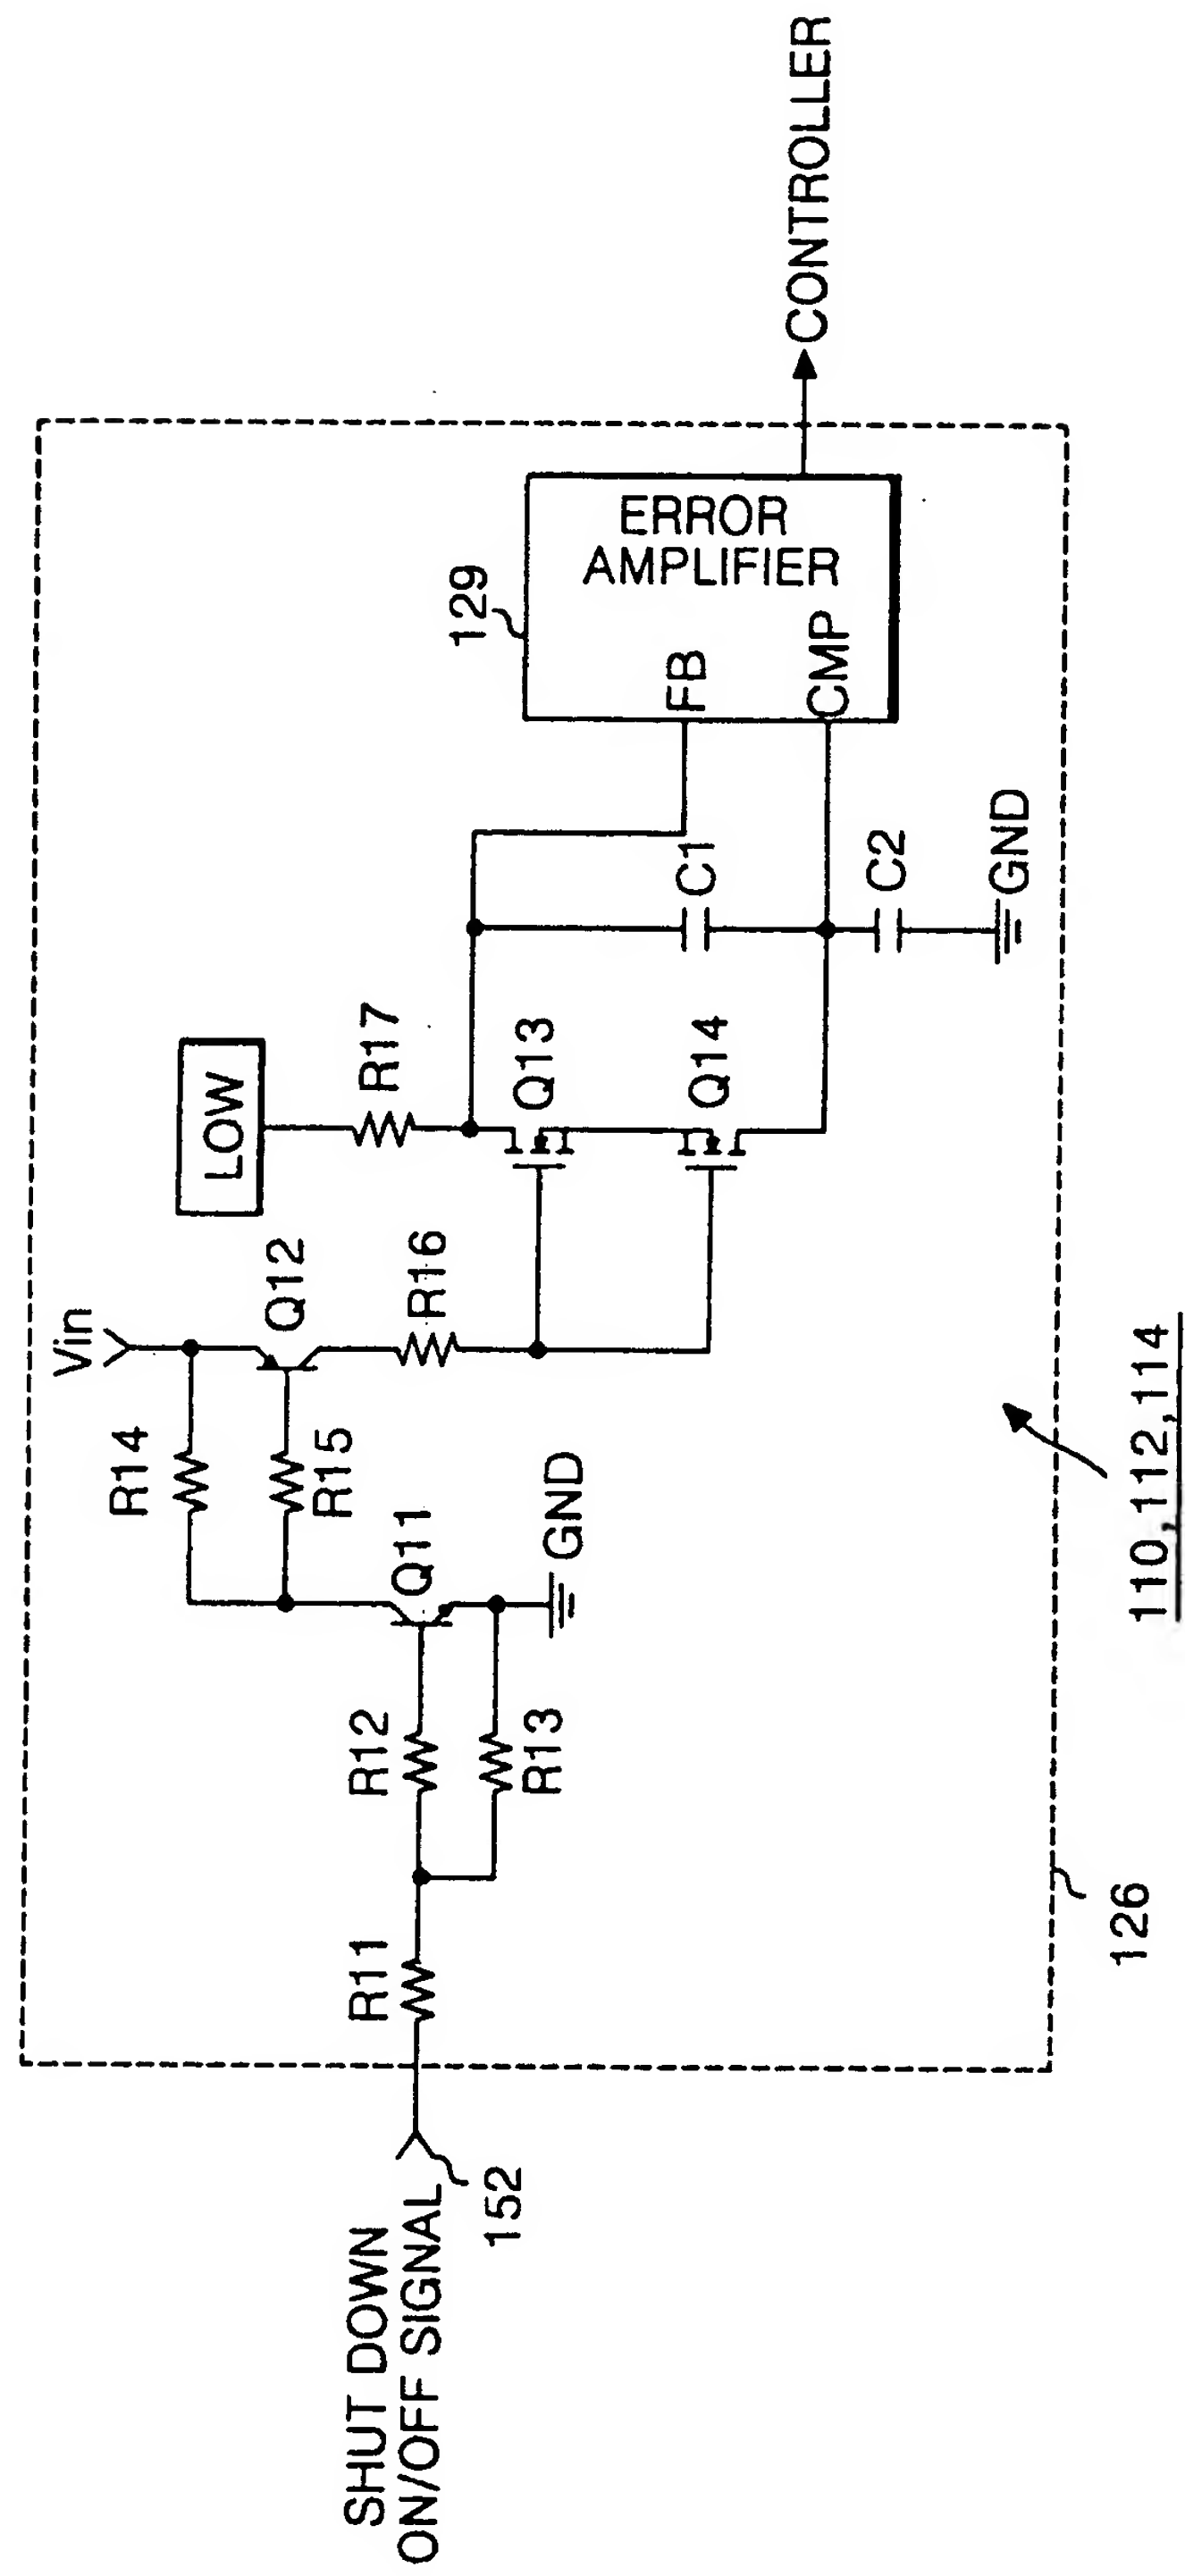 Vin
R14
Q12
R15
LOW
R17
R16
Q11
GND
R11
R12
R13
Q13
Q14
C1
C2
GND
129
ERROR
AMPLIFIER
FB
CMP
CONTROLLER
SHUT DOWN
ON/OFF SIGNAL
152
126
110,112,114